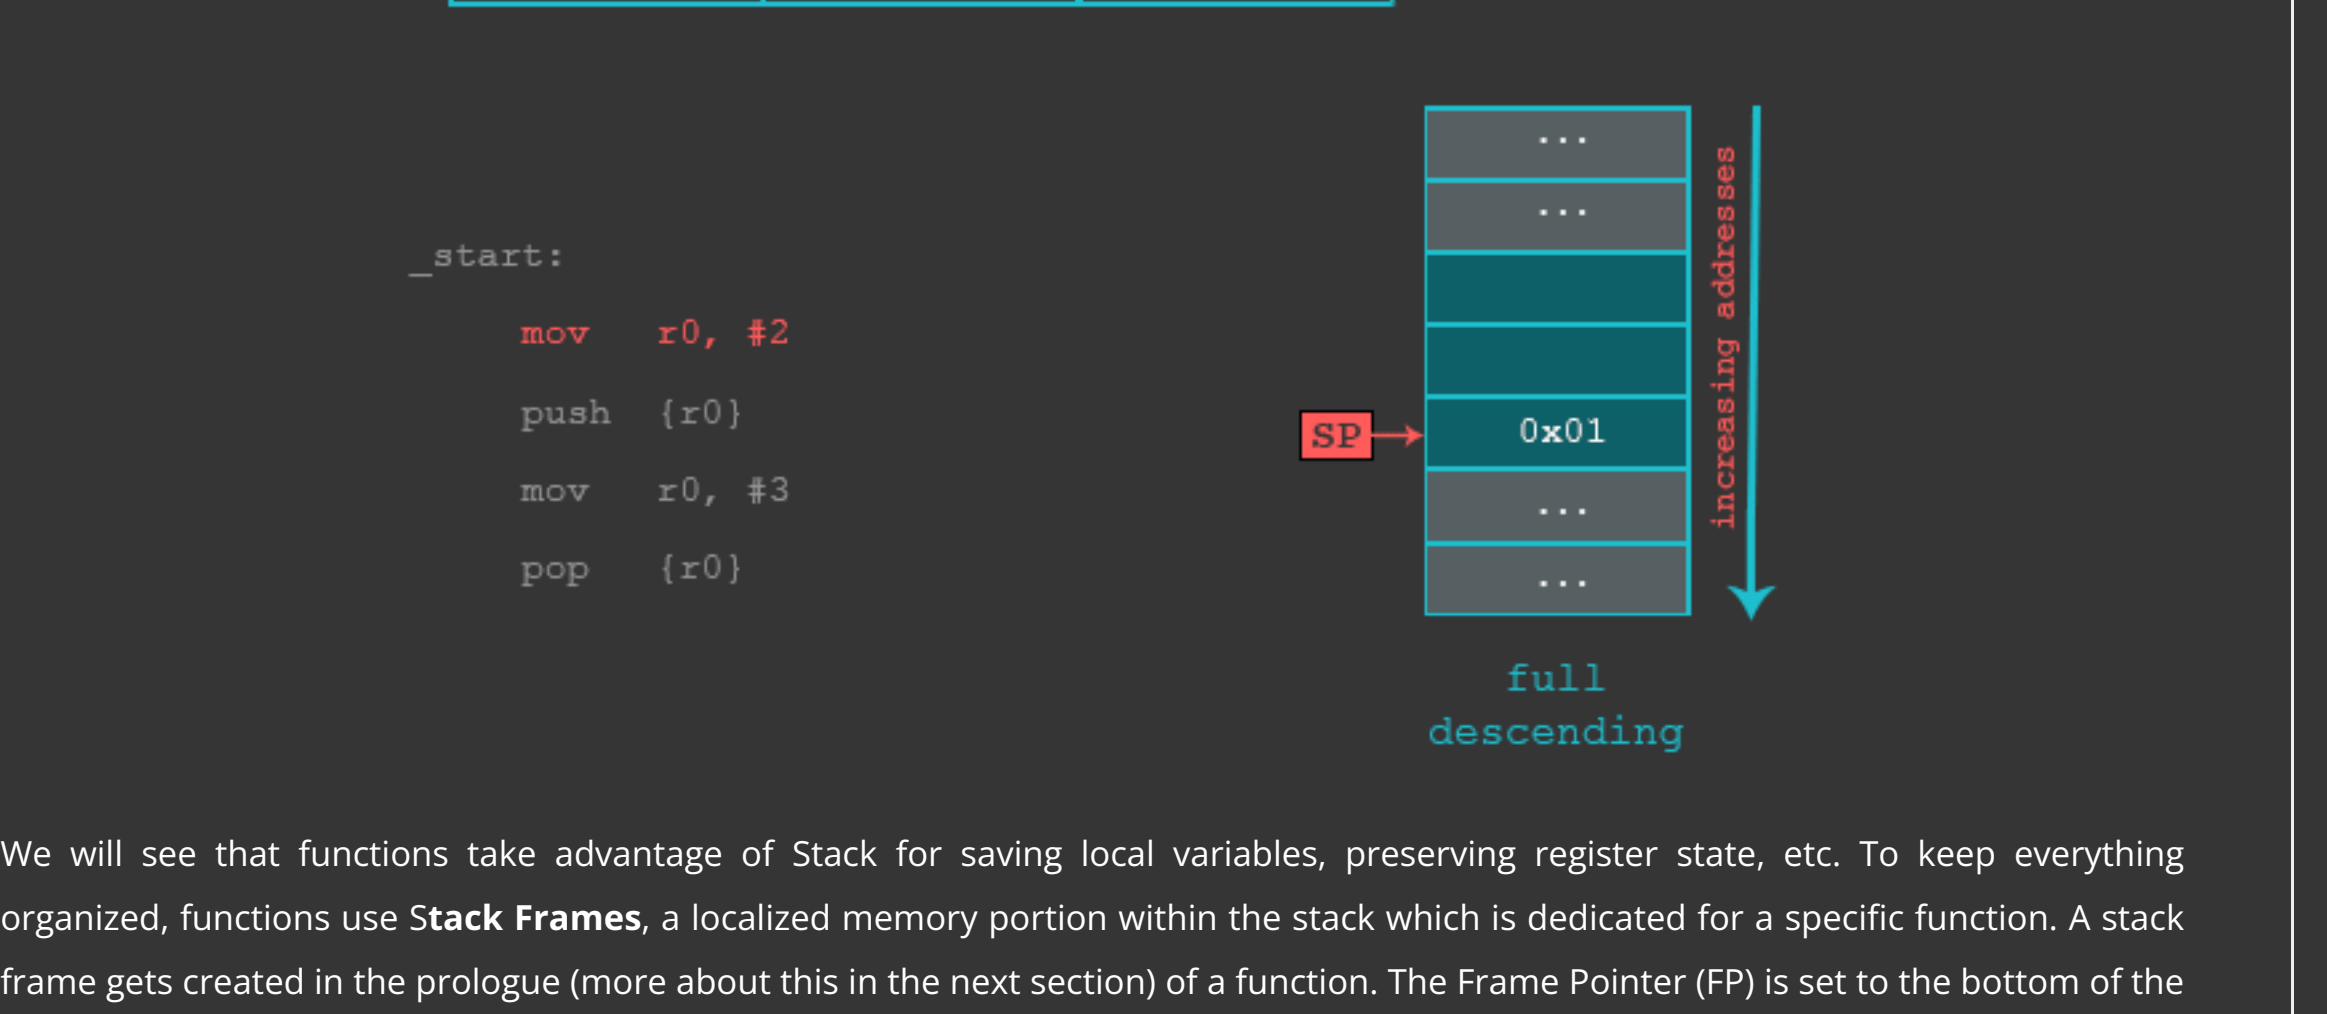 _start:
mov r0, #2
push {r0}
mov r0, #3
pop {r0}
...
...
SP
0x01
...
...
increasing addresses
full
descending
We will see that functions take advantage of Stack for saving local variables, preserving register state, etc. To keep everything
organized, functions use Stack Frames, a localized memory portion within the stack which is dedicated for a specific function. A stack
frame gets created in the prologue (more about this in the next section) of a function. The Frame Pointer (FP) is set to the bottom of the